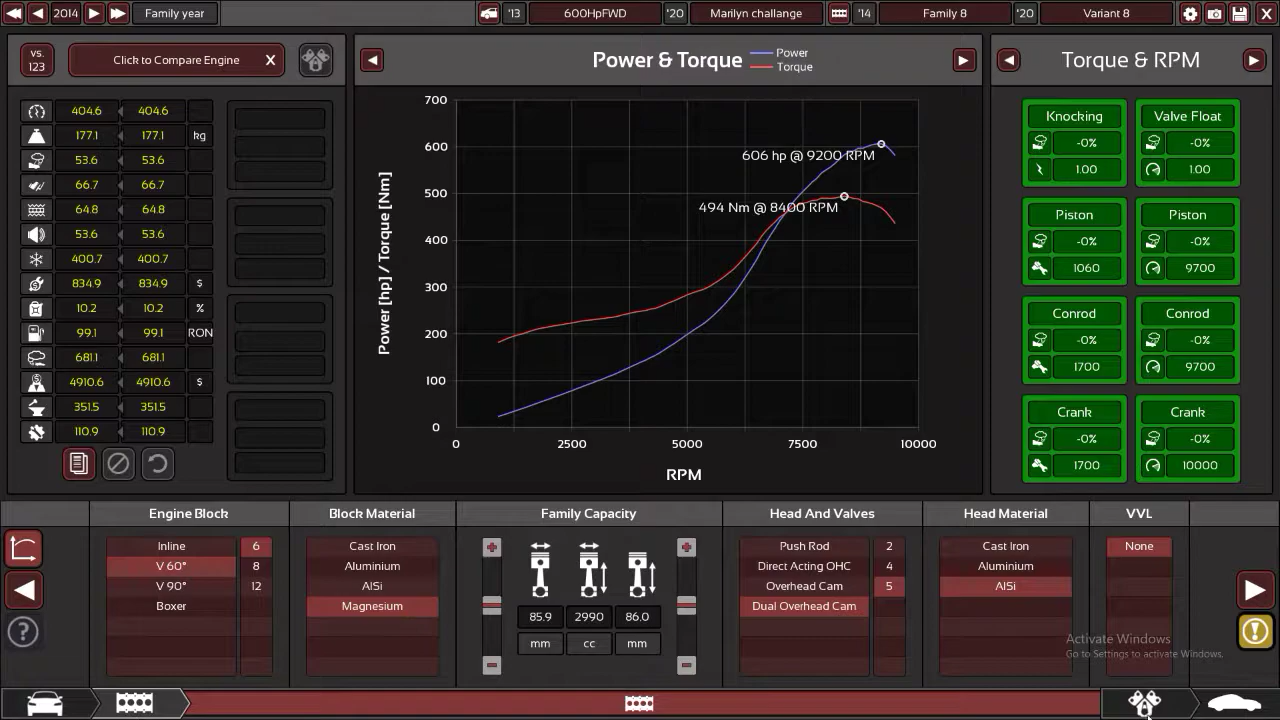 2014
Family year
'13
600HpFWD
'20
Marilyn challange
'14
Family 8
'20
Variant 8
vs.
123
Click to Compare Engine
X
404.6 404.6
177.1 177.1 kg
53.6 53.6
66.7 66.7
64.8 64.8
53.6 53.6
400.7 400.7
834.9 834.9 $
10.2 10.2 %
99.1 99.1 RON
681.1 681.1
4910.6 4910.6 $
351.5 351.5
110.9 110.9
Power & Torque
Power
Torque
Power [hp] / Torque [Nm]
700
600
500
400
300
200
100
0
606 hp @ 9200 RPM
494 Nm @ 8400 RPM
0 2500 5000 7500 10000
RPM
Torque & RPM
Knocking
-0%
1.00
Valve Float
-0%
1.00
Piston
-0%
1060
Piston
-0%
9700
Conrod
-0%
1700
Conrod
-0%
9700
Crank
-0%
1700
Crank
-0%
10000
Engine Block
Inline 6
V 60° 8
V 90° 12
Boxer
Block Material
Cast Iron
Aluminium
AlSi
Magnesium
Family Capacity
85.9 2990 86.0
mm cc mm
Head And Valves
Push Rod 2
Direct Acting OHC 4
Overhead Cam 5
Dual Overhead Cam
Head Material
Cast Iron
Aluminium
AlSi
VVL
None
Activate Windows
Go to Settings to activate Windows.